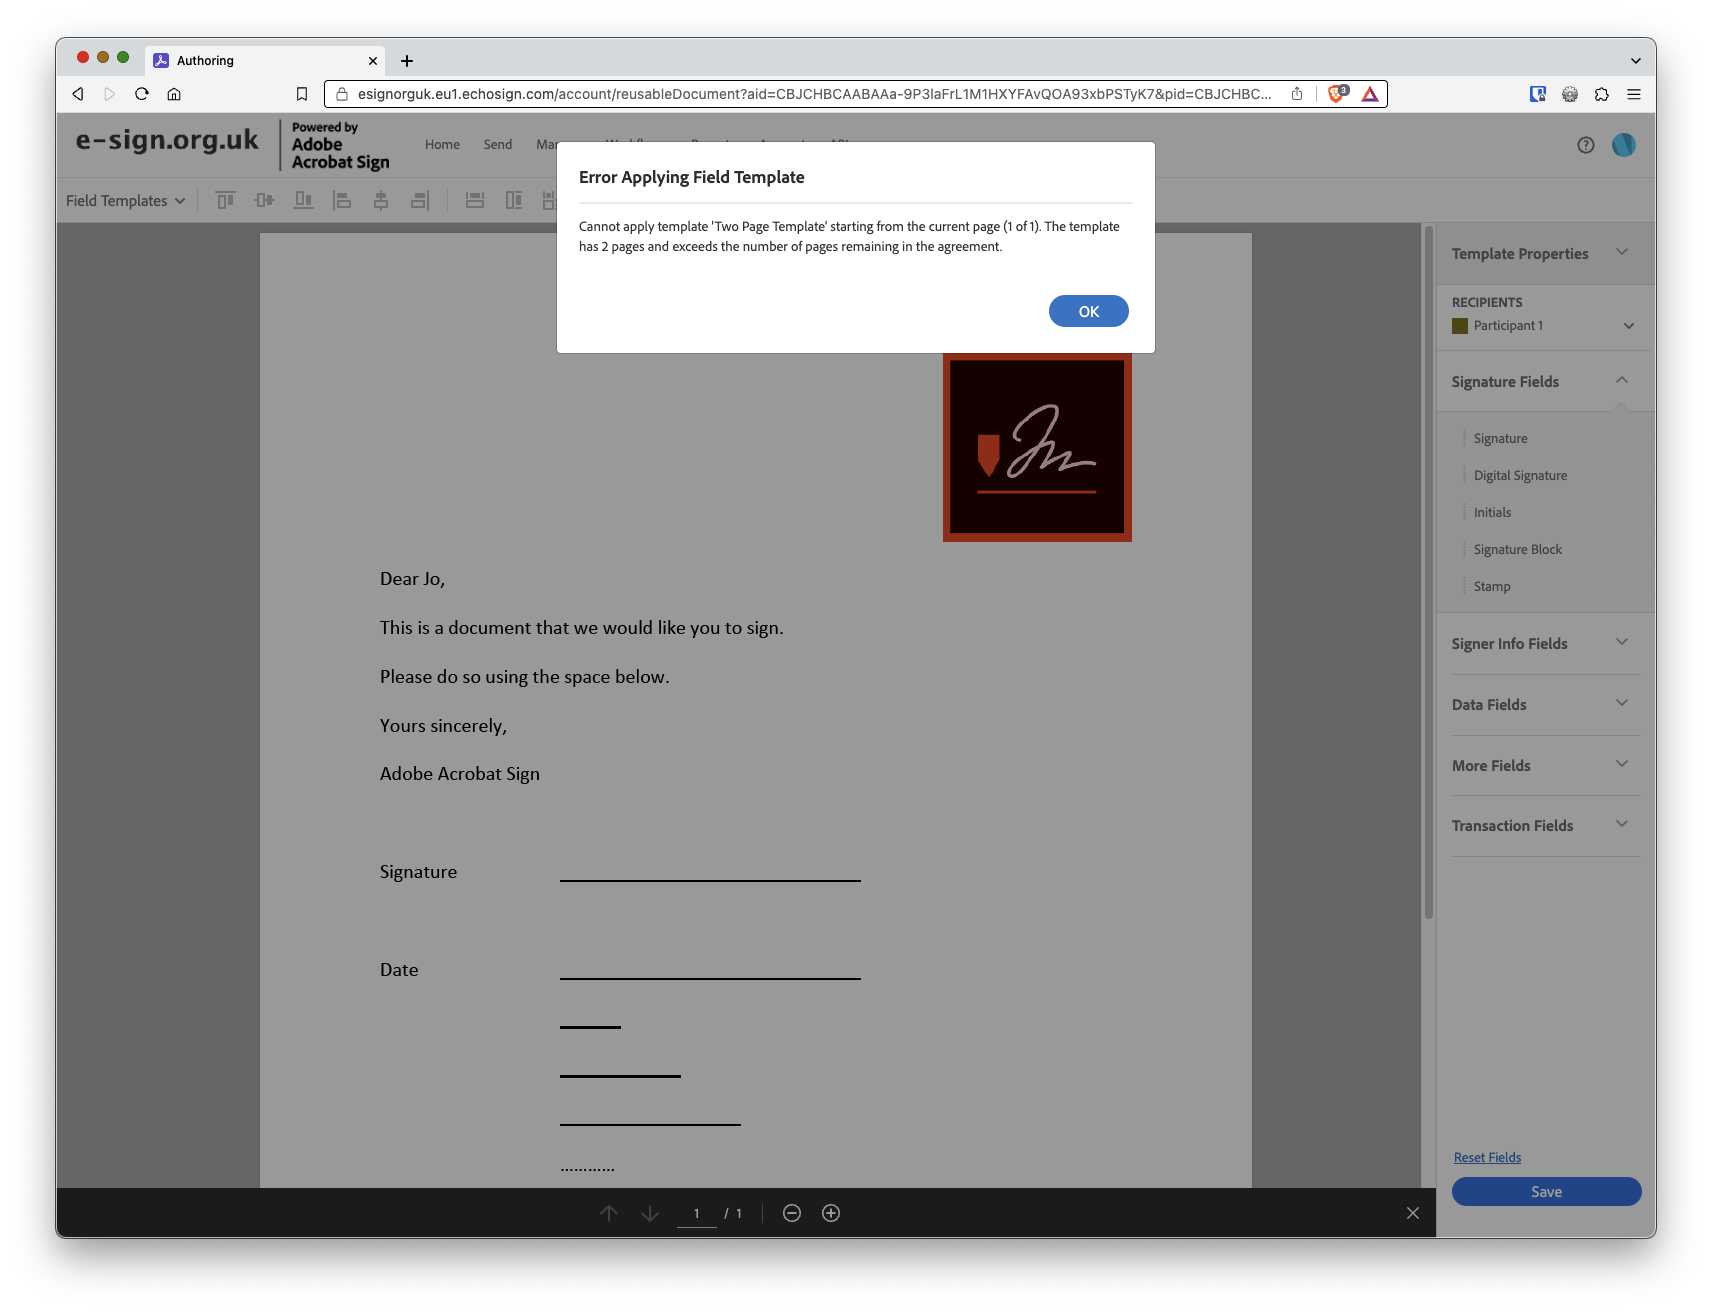 Authoring
esignorguk.eu1.echosign.com/account/reusableDocument?aid=CBJCHBCAABAAa-9P3IaFrL1M1HXYFAvQOA93xbPSTyK7&pid=CBJCHBC...
3
e-sign.org.uk
Powered by
Adobe
Acrobat Sign
Home Send
Field Templates
Error Applying Field Template
Cannot apply template 'Two Page Template' starting from the current page (1 of 1). The template
has 2 pages and exceeds the number of pages remaining in the agreement.
OK
Dear Jo,
This is a document that we would like you to sign.
Please do so using the space below.
Yours sincerely,
Adobe Acrobat Sign
Signature
Date
............
Template Properties
RECIPIENTS
Participant 1
Signature Fields
Signature
Digital Signature
Initials
Signature Block
Stamp
Signer Info Fields
Data Fields
More Fields
Transaction Fields
Reset Fields
Save
1 / 1